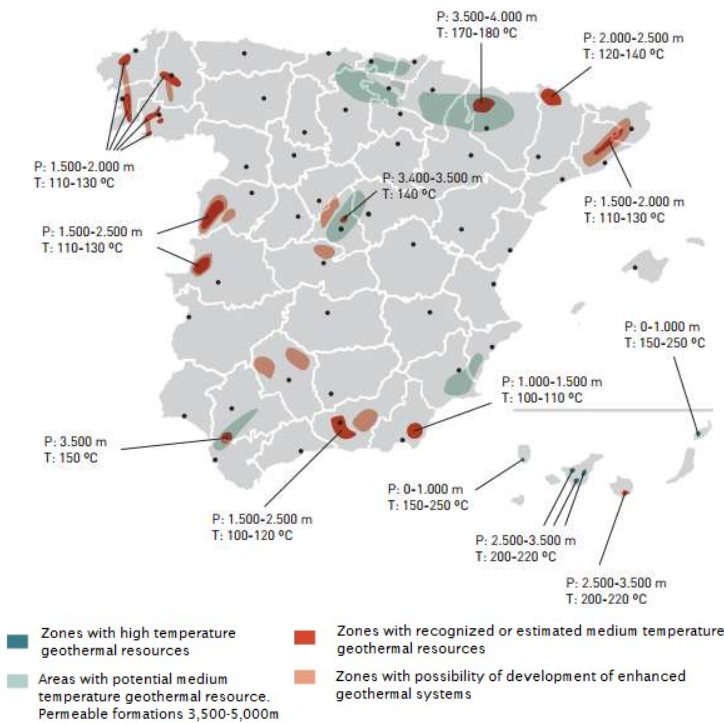 P: 3.500-4.000 m
T: 170-180 ºC
P: 2.000-2.500 m
T: 120-140 ºC
P: 1.500-2.000 m
T: 110-130 ºC
P: 3.400-3.500 m
T: 140 ºC
P: 1.500-2.000 m
T: 110-130 ºC
P: 1.500-2.500 m
T: 110-130 ºC
P: 0-1.000 m
T: 150-250 ºC
P: 1.000-1.500 m
T: 100-110 ºC
P: 3.500 m
T: 150 ºC
P: 0-1.000 m
T: 150-250 ºC
P: 1.500-2.500 m
T: 100-120 ºC
P: 2.500-3.500 m
T: 200-220 ºC
P: 2.500-3.500 m
T: 200-220 ºC
Zones with high temperature
geothermal resources
Zones with recognized or estimated medium temperature
geothermal resources
Areas with potential medium
temperature geothermal resource.
Permeable formations 3,500-5,000m
Zones with possibility of development of enhanced
geothermal systems